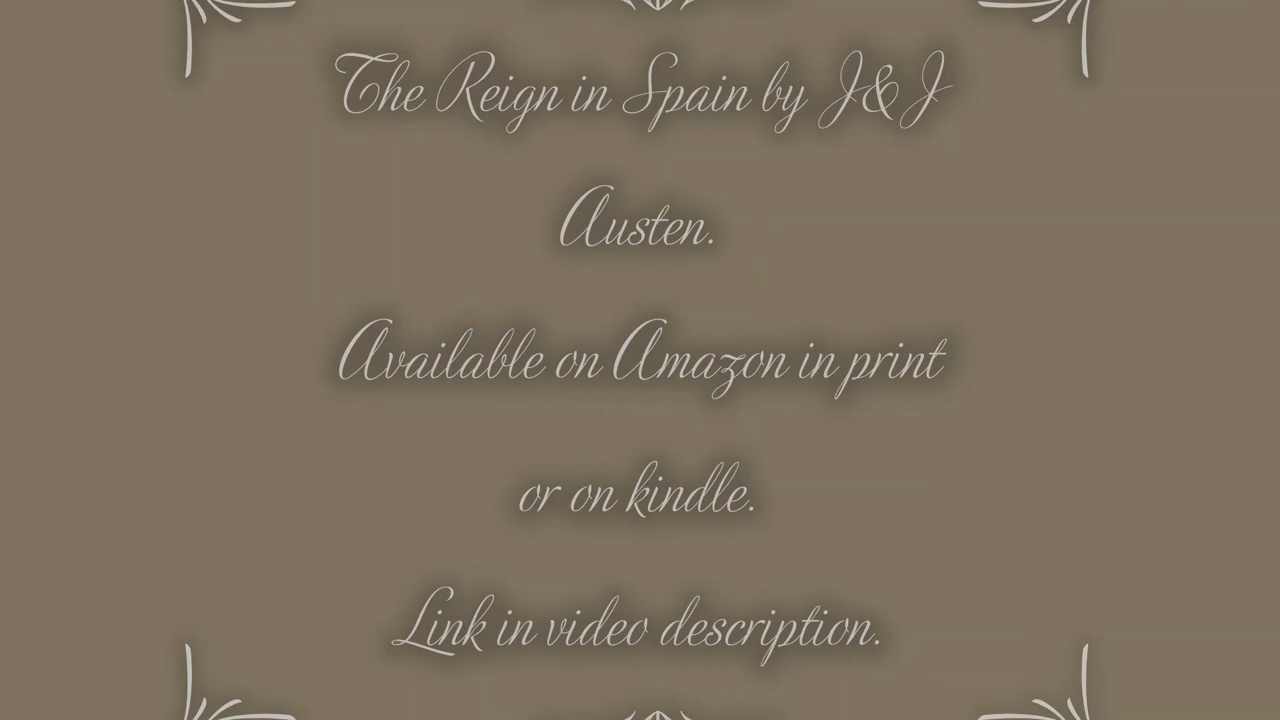 The Reign in Spain by J&J
Austen.
Available on Amazon in print
or on kindle.
Link in video description.